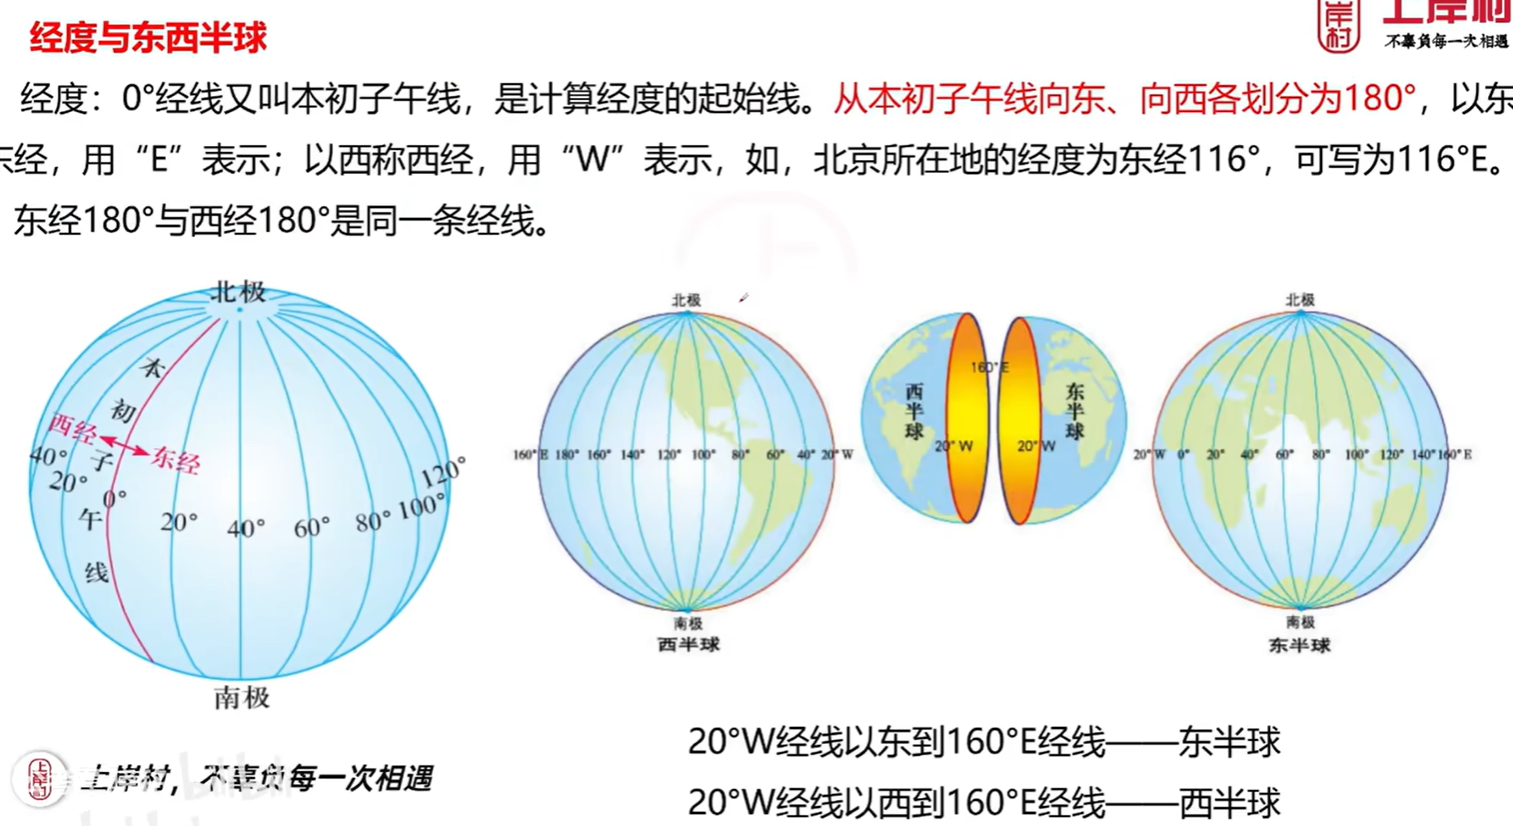 经度与东西半球
上岸村
不辜负每一次相遇
经度：0°经线又叫本初子午线，是计算经度的起始线。从本初子午线向东、向西各划分为180°，以东
东经，用“E”表示；以西称西经，用“W”表示，如，北京所在地的经度为东经116°，可写为116°E。
东经180°与西经180°是同一条经线。
北极
本
初
子
午
线
西经
东经
40°
20°
0°
20°
40°
60°
80°
100°
120°
南极
北极
160°E 180° 160° 140° 120° 100° 80° 60° 40° 20°W
南极
西半球
西半球
160°E
20°W
20°W
东半球
北极
20°W 0° 20° 40° 60° 80° 100° 120° 140° 160°E
南极
东半球
20°W经线以东到160°E经线——东半球
20°W经线以西到160°E经线——西半球
上岸村，不辜负每一次相遇